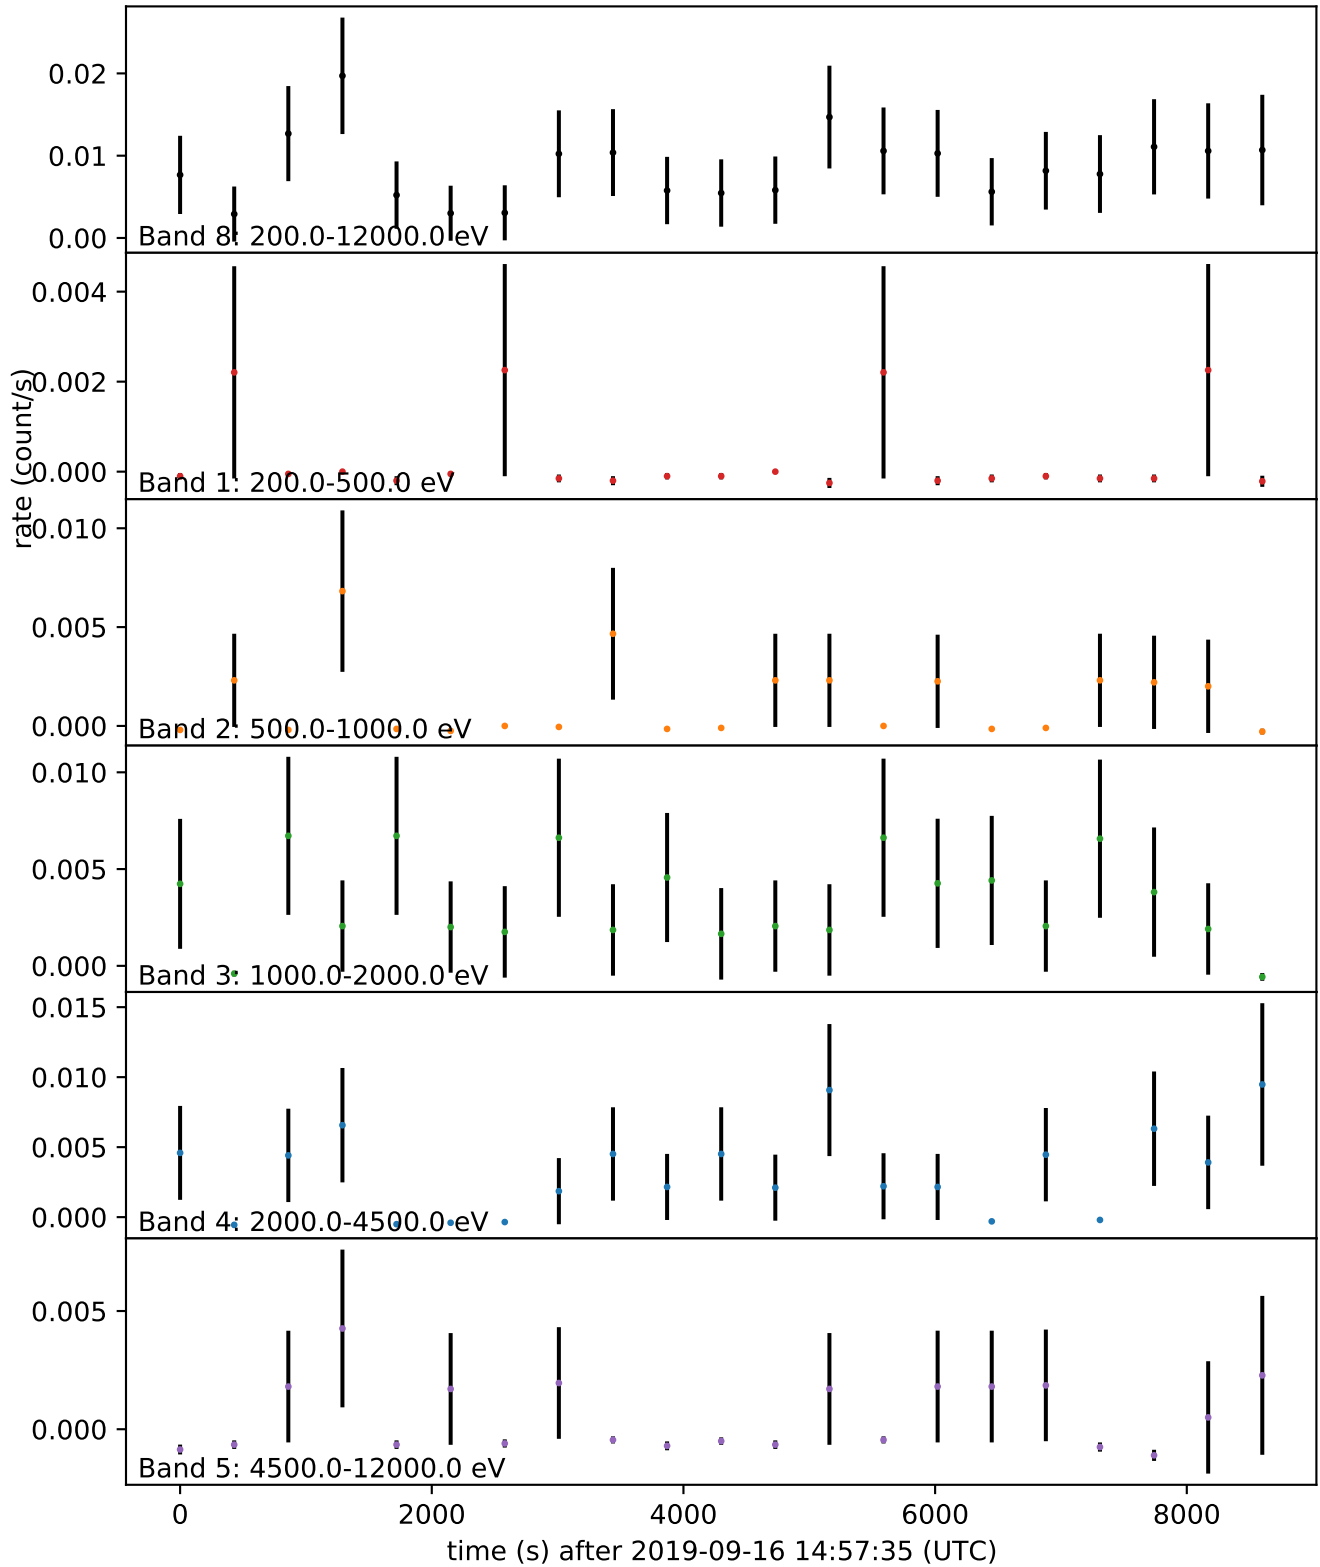 0.02
0.01
0.00
Band 8: 200.0-12000.0 eV
0.004
0.002
0.000
Band 1: 200.0-500.0 eV
rate (count/s)
0.010
0.005
0.000
Band 2: 500.0-1000.0 eV
0.010
0.005
0.000
Band 3: 1000.0-2000.0 eV
0.015
0.010
0.005
0.000
Band 4: 2000.0-4500.0 eV
0.005
0.000
Band 5: 4500.0-12000.0 eV
0 2000 4000 6000 8000
time (s) after 2019-09-16 14:57:35 (UTC)